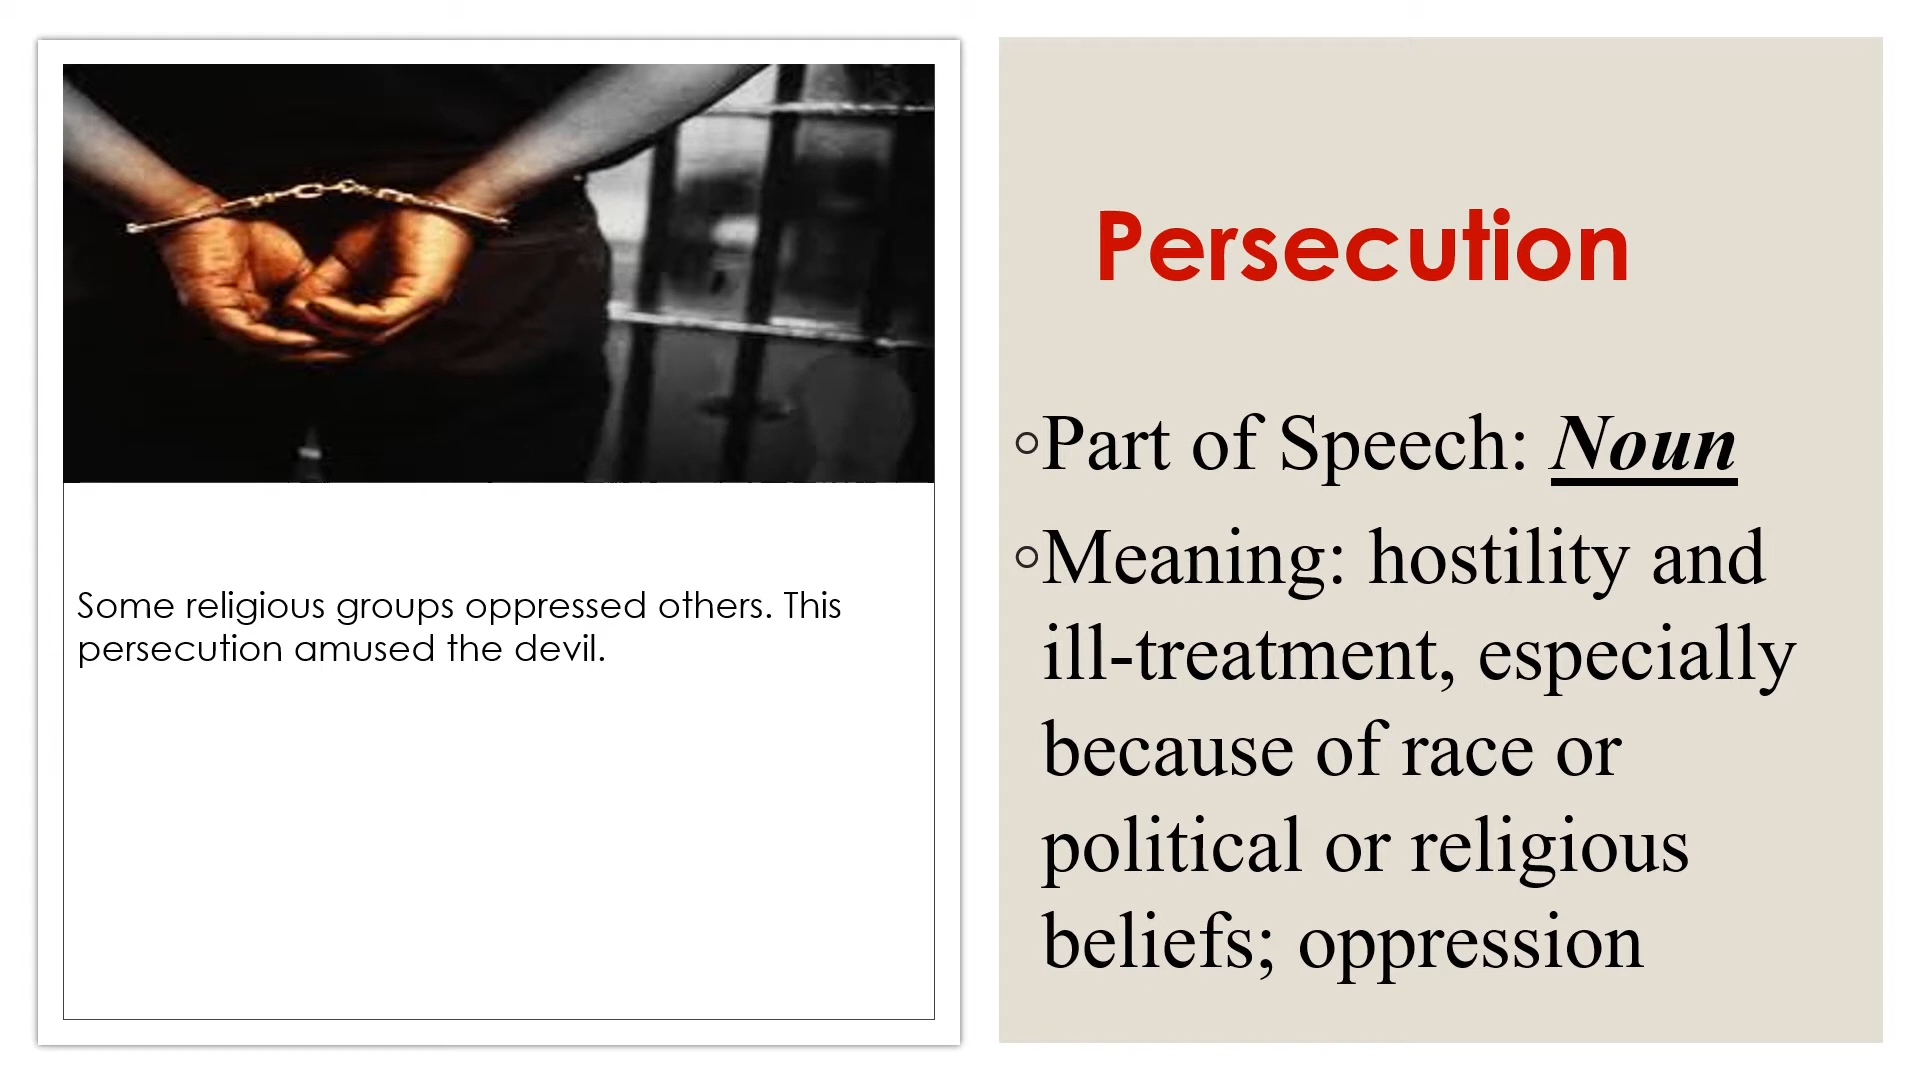 Some religious groups oppressed others. This
persecution amused the devil.
Persecution
◦Part of Speech: Noun
◦Meaning: hostility and
ill-treatment, especially
because of race or
political or religious
beliefs; oppression